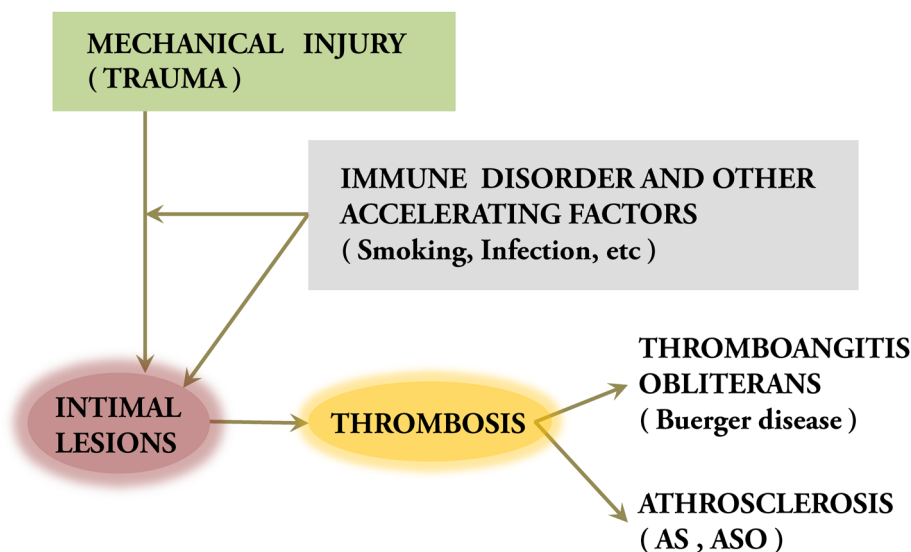 MECHANICAL INJURY
( TRAUMA )
IMMUNE DISORDER AND OTHER
ACCELERATING FACTORS
( Smoking, Infection, etc )
INTIMAL
LESIONS
THROMBOSIS
THROMBOANGITIS
OBLITERANS
( Buerger disease )
ATHROSCLEROSIS
( AS , ASO )